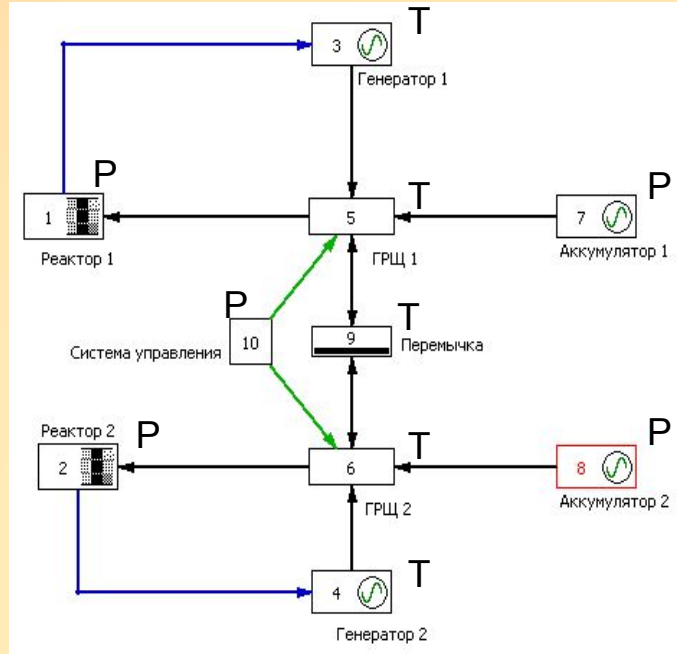 3
T
Генератор 1
P
1
Реактор 1
T
5
ГРЩ 1
P
7
Аккумулятор 1
P
10
Система управления
T
9
Перемычка
Реактор 2
P
2
T
6
ГРЩ 2
P
8
Аккумулятор 2
T
4
Генератор 2